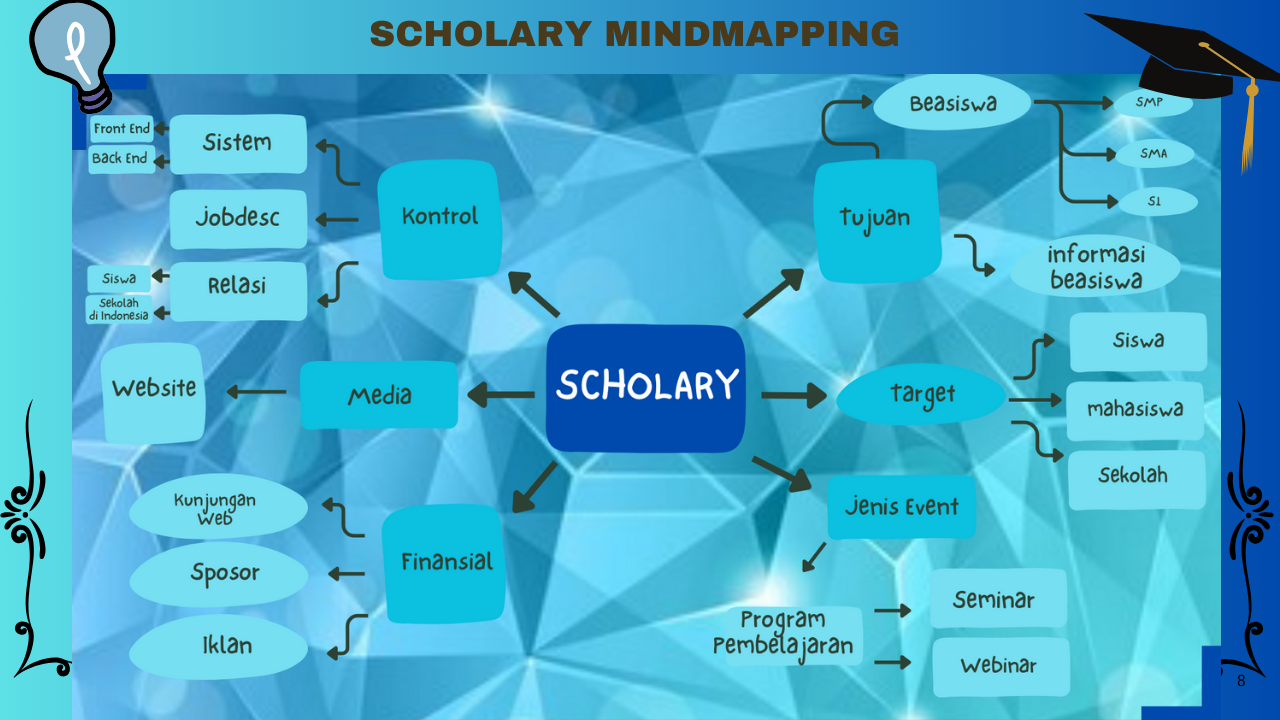 SCHOLARY MINDMAPPING
Front End
Back End
Sistem
Jobdesc
Relasi
Siswa
Sekolah
di Indonesia
Kontrol
Beasiswa
SMP
SMA
S1
Tujuan
informasi
beasiswa
SCHOLARY
Website
Media
Target
Siswa
mahasiswa
Sekolah
Kunjungan
Web
Sposor
Iklan
Finansial
Jenis Event
Program
Pembelajaran
Seminar
Webinar
8